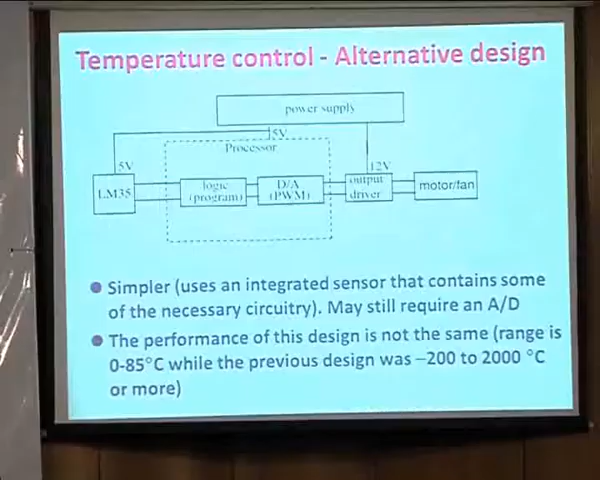 Temperature control - Alternative design
power supply
5V
Processor
5V
12V
LM35
logic
(program)
D/A
(PWM)
output
driver
motor/fan
Simpler (uses an integrated sensor that contains some
of the necessary circuitry). May still require an A/D
The performance of this design is not the same (range is
0-85°C while the previous design was –200 to 2000 °C
or more)